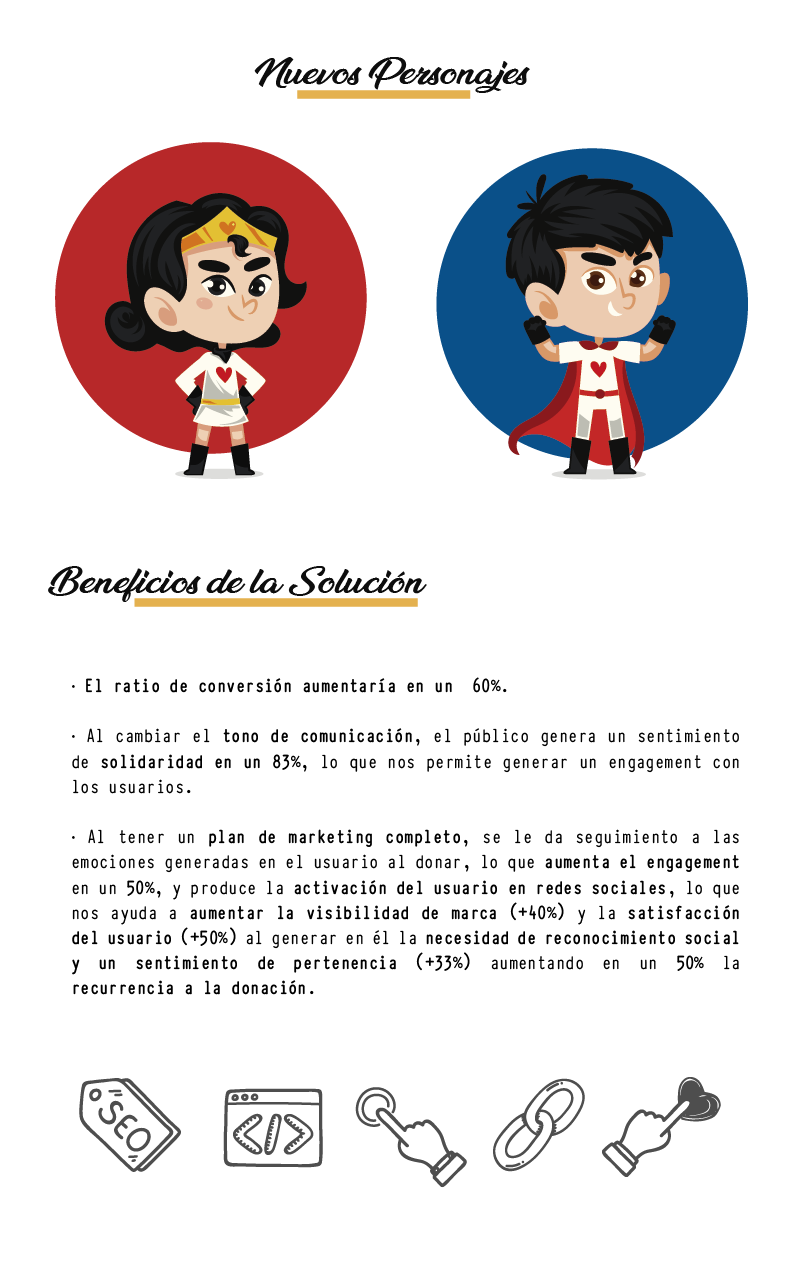 Nuevos Personajes
Beneficios de la Solución
· El ratio de conversión aumentaría en un 60%.
· Al cambiar el tono de comunicación, el público genera un sentimiento
de solidaridad en un 83%, lo que nos permite generar un engagement con
los usuarios.
· Al tener un plan de marketing completo, se le da seguimiento a las
emociones generadas en el usuario al donar, lo que aumenta el engagement
en un 50%, y produce la activación del usuario en redes sociales, lo que
nos ayuda a aumentar la visibilidad de marca (+40%) y la satisfacción
del usuario (+50%) al generar en él la necesidad de reconocimiento social
y un sentimiento de pertenencia (+33%) aumentando en un 50% la
recurrencia a la donación.
SEO